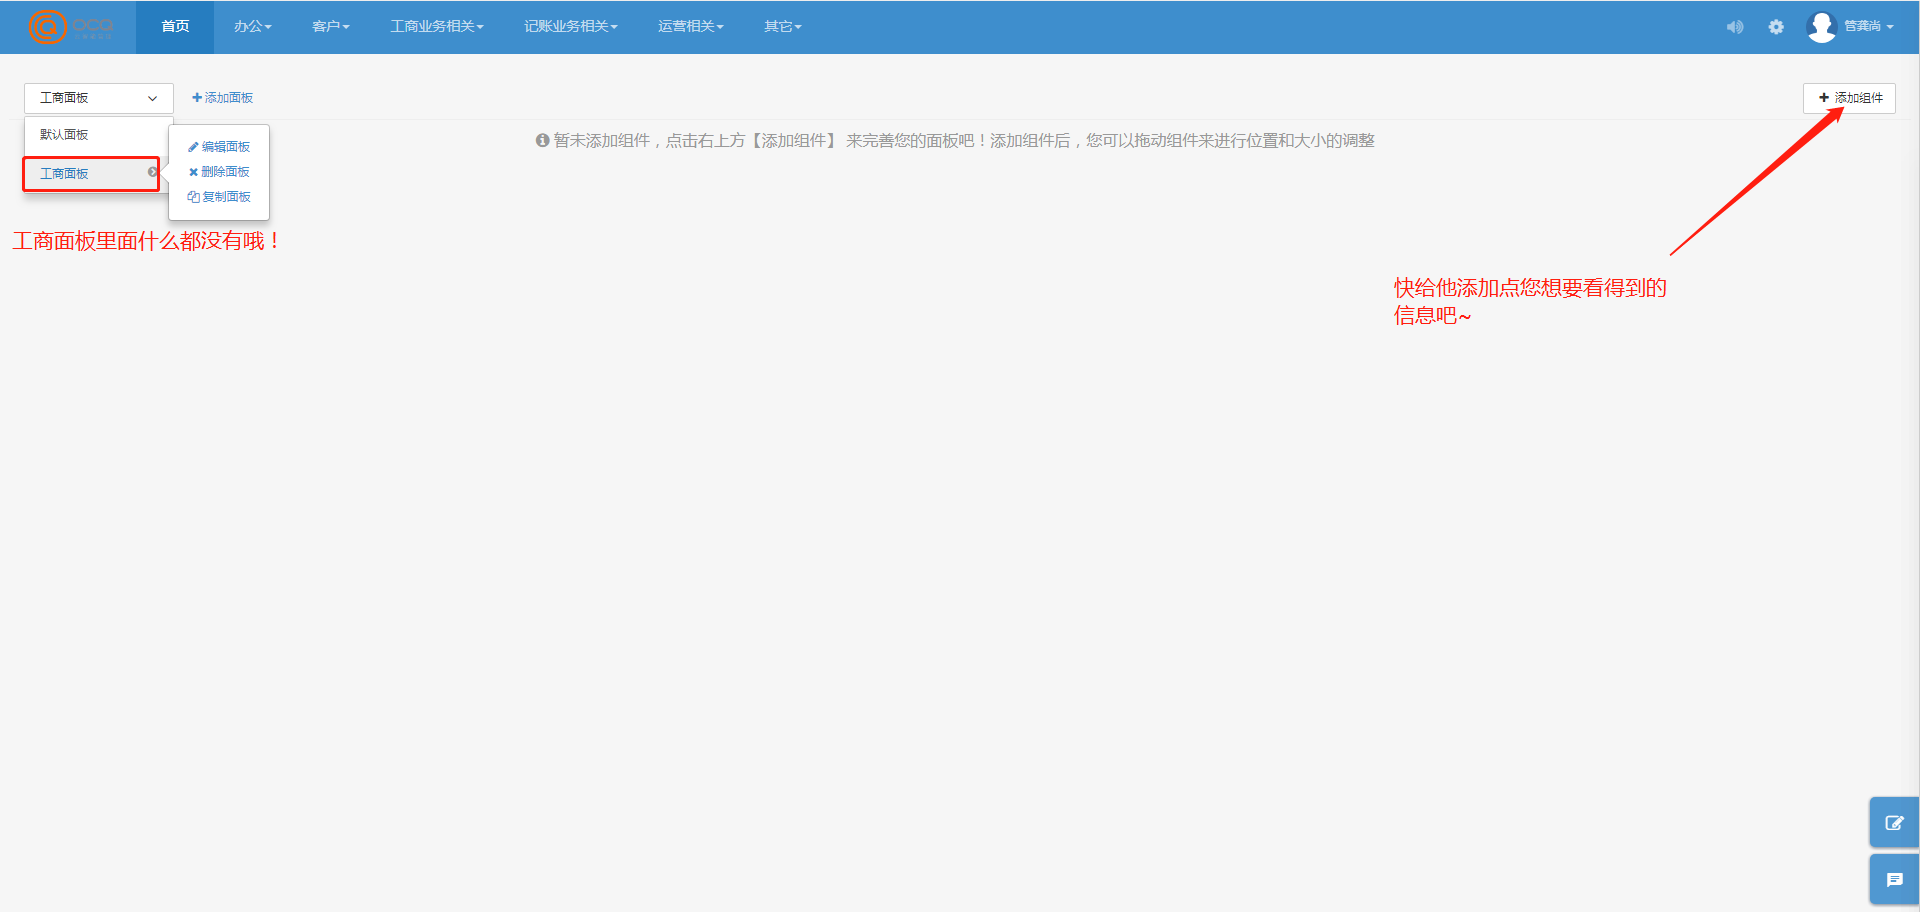 首页
办公
客户
工商业务相关
记账业务相关
运营相关
其它
管龚尚
工商面板
添加面板
添加组件
默认面板
工商面板
编辑面板
删除面板
复制面板
暂未添加组件，点击右上方【添加组件】 来完善您的面板吧！添加组件后，您可以拖动组件来进行位置和大小的调整
工商面板里面什么都没有哦！
快给他添加点您想要看得到的
信息吧~